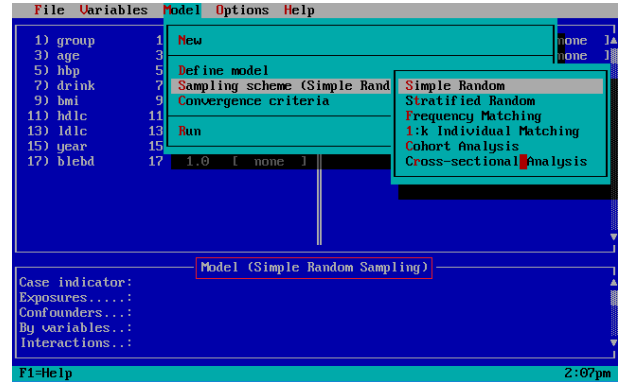 File Variables Model Options Help
1) group 1 New none ]
3) age 3 none ]
5) hbp 5 Define model
7) drink 7 Sampling scheme (Simple Rand Simple Random
9) bmi 9 Convergence criteria Stratified Random
11) hdlc 11 Frequency Matching
13) ldlc 13 Run 1:k Individual Matching
15) year 15 Cohort Analysis
17) blebd 17 1.0 [ none ] Cross-sectional Analysis
Model (Simple Random Sampling)
Case indicator:
Exposures.....:
Confounders...:
By variables..:
Interactions..:
F1=Help 2:07pm